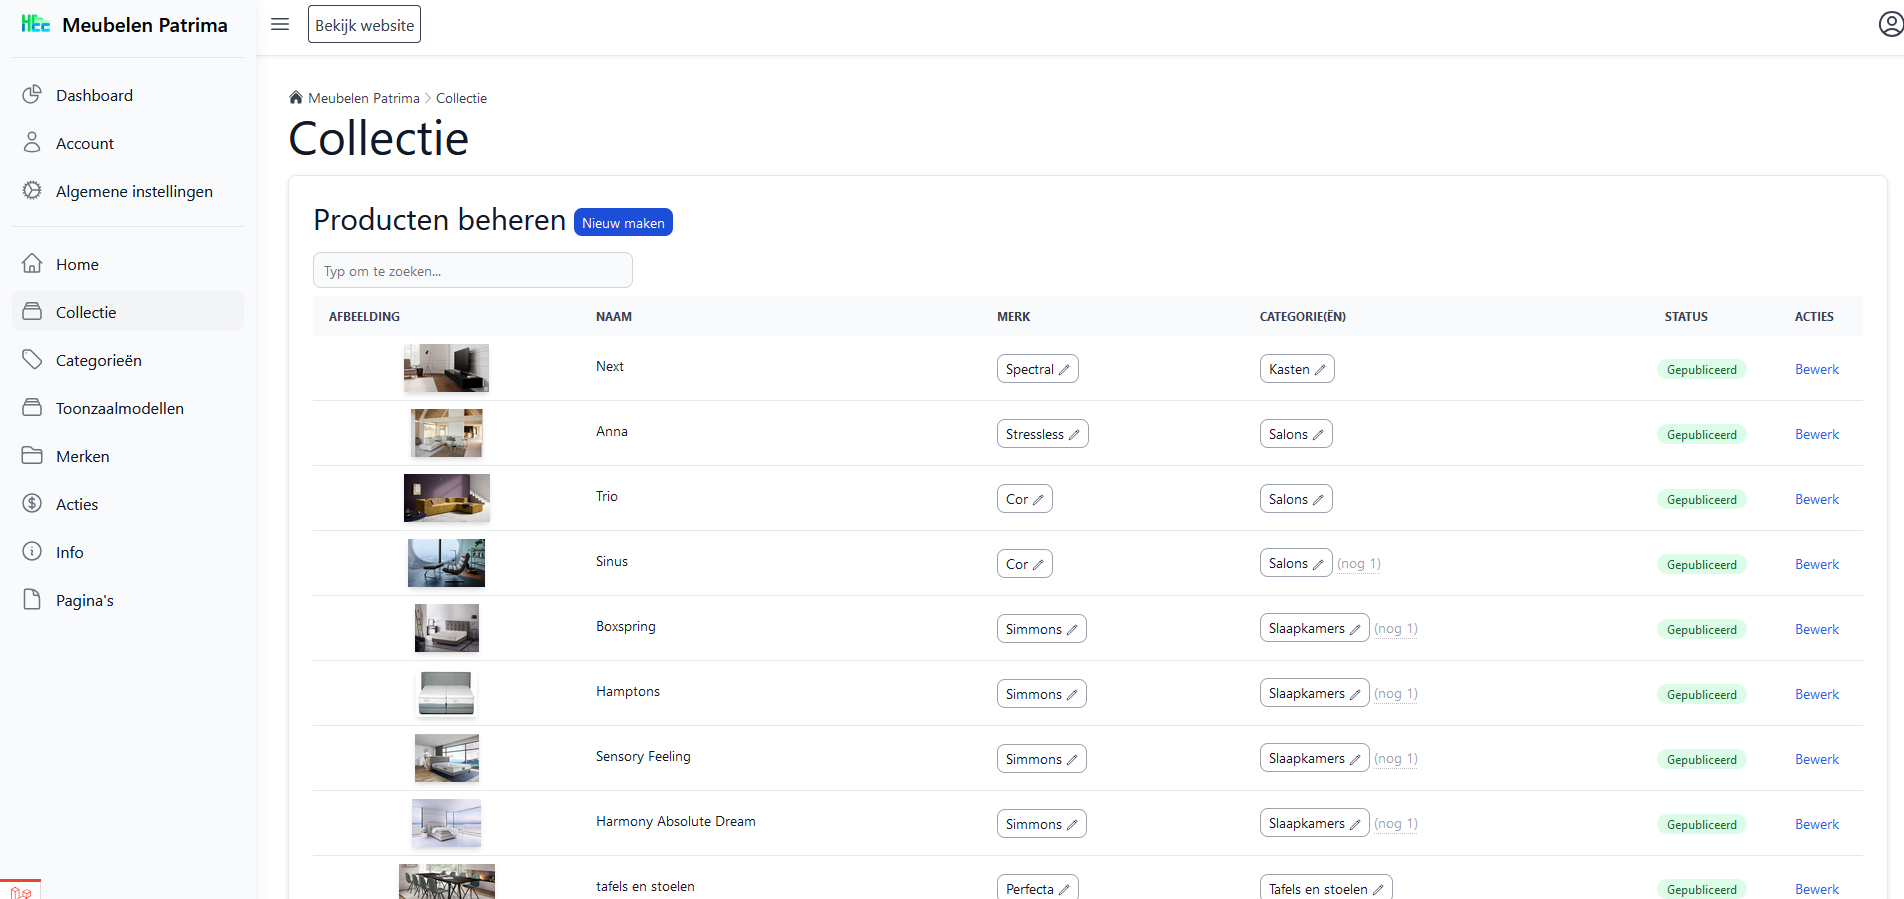 Hcc Meubelen Patrima
Bekijk website
Dashboard
Account
Algemene instellingen
Home
Collectie
Categorieën
Toonzaalmodellen
Merken
Acties
Info
Pagina's
Meubelen Patrima > Collectie
Collectie
Producten beheren Nieuw maken
Typ om te zoeken...
AFBEELDING NAAM MERK CATEGORIE(ËN) STATUS ACTIES
Next Spectral Kasten Gepubliceerd Bewerk
Anna Stressless Salons Gepubliceerd Bewerk
Trio Cor Salons Gepubliceerd Bewerk
Sinus Cor Salons (nog 1) Gepubliceerd Bewerk
Boxspring Simmons Slaapkamers (nog 1) Gepubliceerd Bewerk
Hamptons Simmons Slaapkamers (nog 1) Gepubliceerd Bewerk
Sensory Feeling Simmons Slaapkamers (nog 1) Gepubliceerd Bewerk
Harmony Absolute Dream Simmons Slaapkamers (nog 1) Gepubliceerd Bewerk
tafels en stoelen Perfecta Tafels en stoelen Gepubliceerd Bewerk